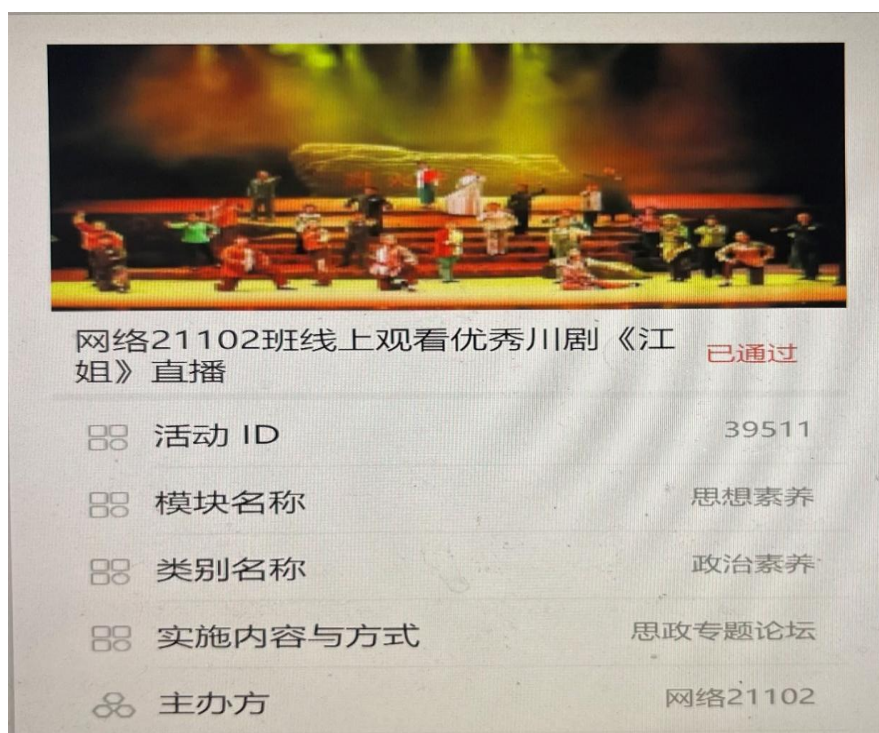 网络21102班线上观看优秀川剧《江
姐》直播
已通过
活动 ID
39511
模块名称
思想素养
类别名称
政治素养
实施内容与方式
思政专题论坛
主办方
网络21102